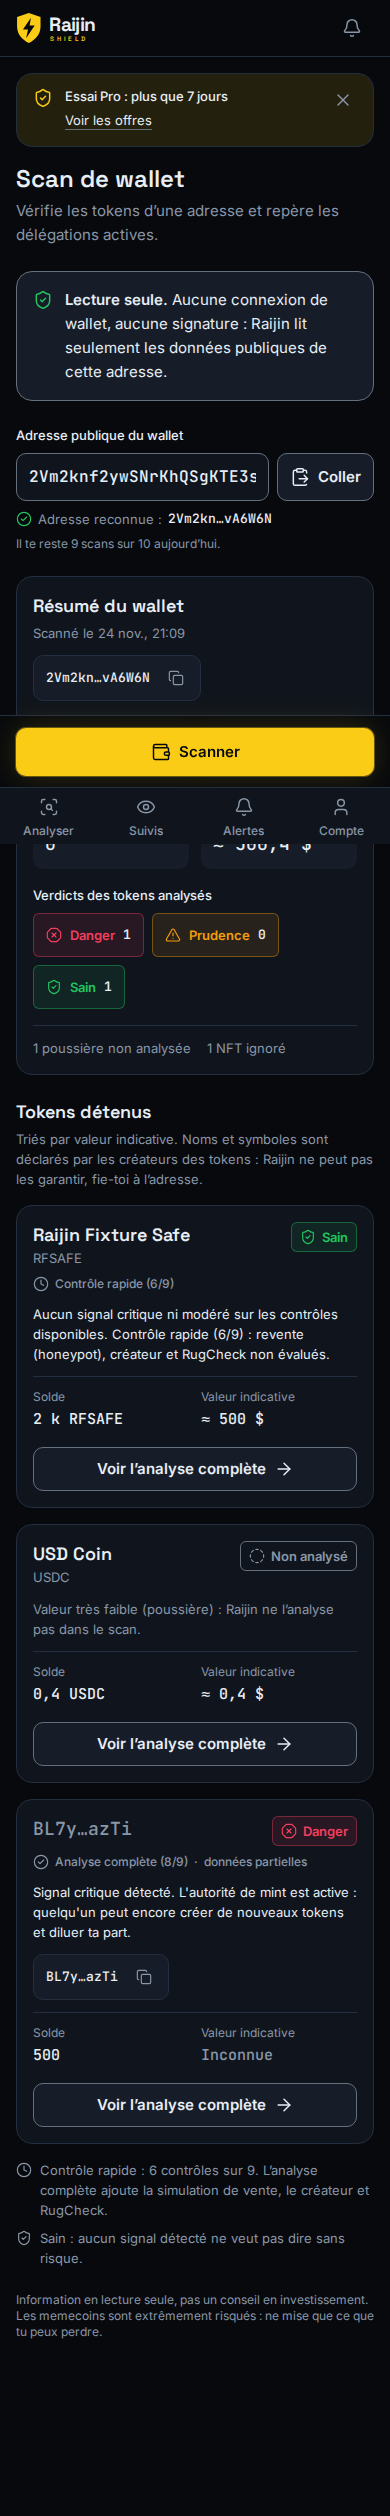 Raijin
SHIELD
Essai Pro : plus que 7 jours
Voir les offres
Scan de wallet
Vérifie les tokens d’une adresse et repère les
délégations actives.
Lecture seule. Aucune connexion de
wallet, aucune signature : Raijin lit
seulement les données publiques de
cette adresse.
Adresse publique du wallet
2Vm2knf2ywSNrKhQSgKTE3s
Coller
Adresse reconnue : 2Vm2kn…vA6W6N
Il te reste 9 scans sur 10 aujourd’hui.
Résumé du wallet
Scanné le 24 nov., 21:09
2Vm2kn…vA6W6N
Scanner
Analyser
Suivis
Alertes
Compte
0
≈ 500,4 $
Verdicts des tokens analysés
Danger 1
Prudence 0
Sain 1
1 poussière non analysée
1 NFT ignoré
Tokens détenus
Triés par valeur indicative. Noms et symboles sont
déclarés par les créateurs des tokens : Raijin ne peut pas
les garantir, fie-toi à l’adresse.
Raijin Fixture Safe
Sain
RFSAFE
Contrôle rapide (6/9)
Aucun signal critique ni modéré sur les contrôles
disponibles. Contrôle rapide (6/9) : revente
(honeypot), créateur et RugCheck non évalués.
Solde
Valeur indicative
2 k RFSAFE
≈ 500 $
Voir l’analyse complète
USD Coin
Non analysé
USDC
Valeur très faible (poussière) : Raijin ne l’analyse
pas dans le scan.
Solde
Valeur indicative
0,4 USDC
≈ 0,4 $
Voir l’analyse complète
BL7y…azTi
Danger
Analyse complète (8/9) · données partielles
Signal critique détecté. L'autorité de mint est active :
quelqu'un peut encore créer de nouveaux tokens
et diluer ta part.
BL7y…azTi
Solde
Valeur indicative
500
Inconnue
Voir l’analyse complète
Contrôle rapide : 6 contrôles sur 9. L’analyse
complète ajoute la simulation de vente, le créateur et
RugCheck.
Sain : aucun signal détecté ne veut pas dire sans
risque.
Information en lecture seule, pas un conseil en investissement.
Les memecoins sont extrêmement risqués : ne mise que ce que
tu peux perdre.